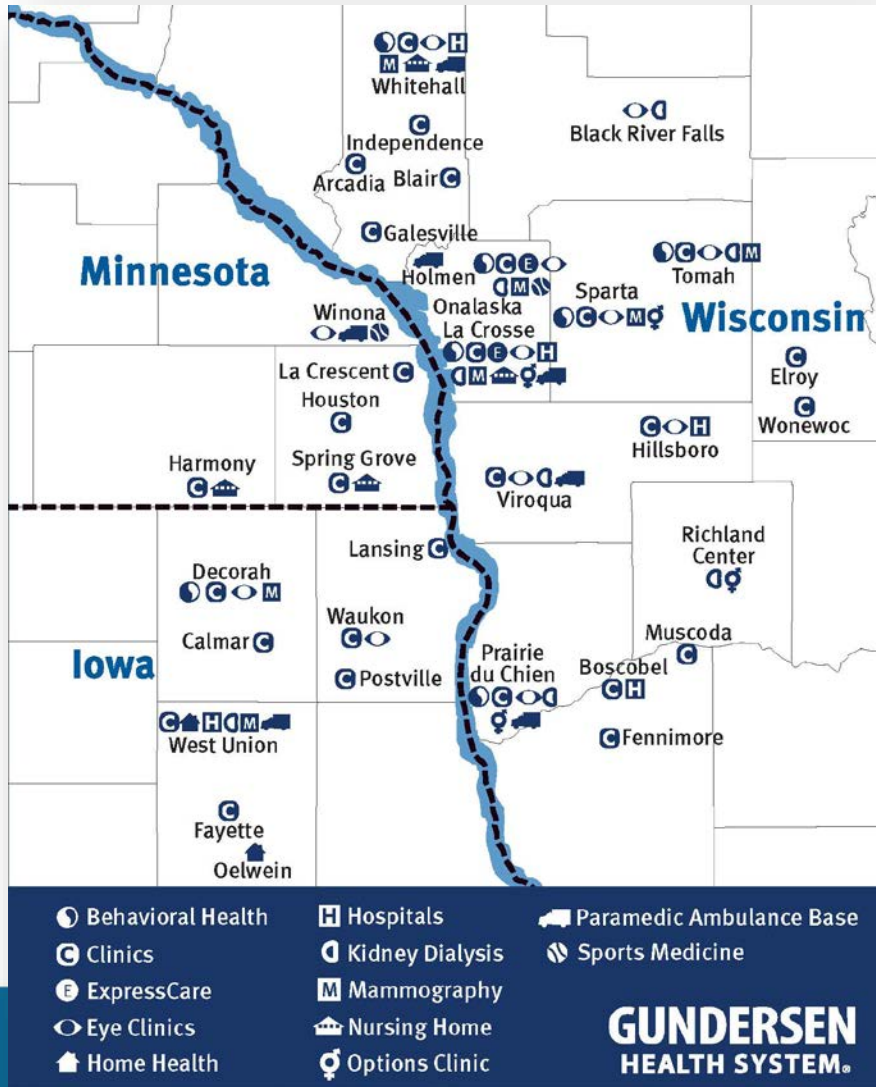 Whitehall
Black River Falls
Independence
Arcadia
Blair
Galesville
Minnesota
Holmen
Tomah
Winona
Onalaska
Sparta
Wisconsin
La Crosse
La Crescent
Elroy
Houston
Wonewoc
Hillsboro
Harmony
Spring Grove
Viroqua
Lansing
Richland
Center
Decorah
Waukon
Calmar
Muscoda
Iowa
Prairie
du Chien
Boscobel
Postville
West Union
Fennimore
Fayette
Oelwein
Behavioral Health
C Clinics
E ExpressCare
Eye Clinics
Home Health
H Hospitals
Kidney Dialysis
M Mammography
Nursing Home
Options Clinic
Paramedic Ambulance Base
Sports Medicine
GUNDERSEN
HEALTH SYSTEM®